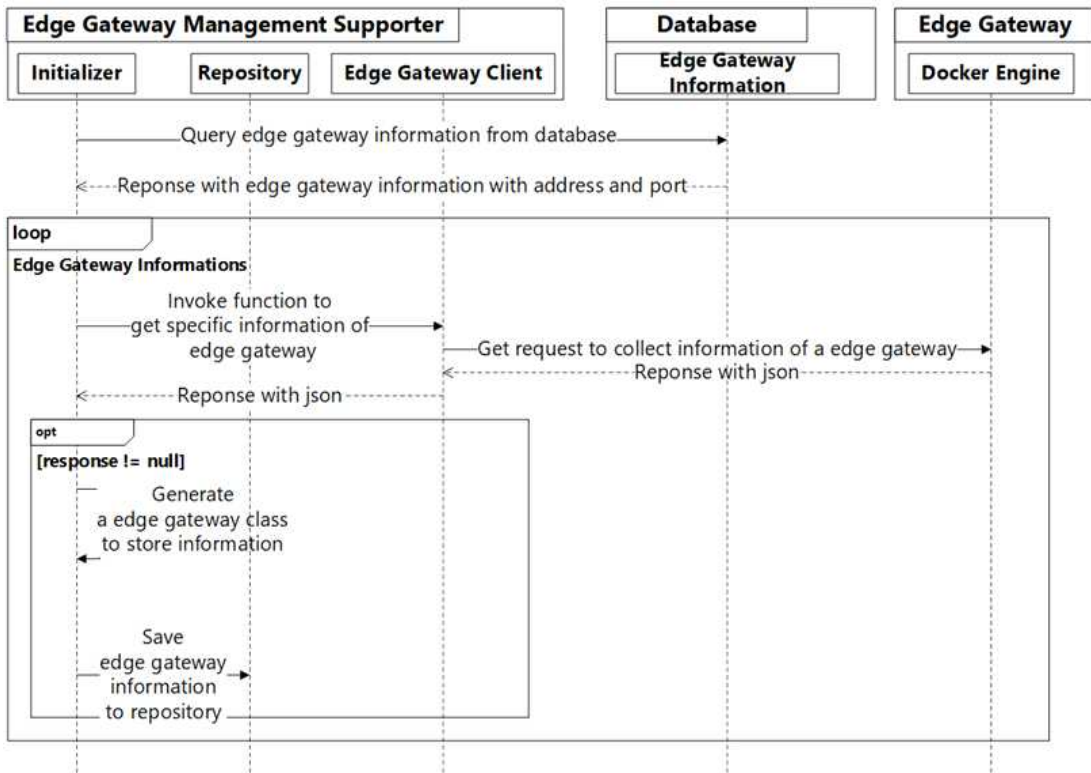 Edge Gateway Management Supporter
Database
Edge Gateway
Initializer
Repository
Edge Gateway Client
Edge Gateway
Information
Docker Engine
Query edge gateway information from database
Reponse with edge gateway information with address and port
loop
Edge Gateway Informations
Invoke function to
get specific information of
edge gateway
Get request to collect information of a edge gateway
Reponse with json
Reponse with json
opt
[response != null]
Generate
a edge gateway class
to store information
Save
edge gateway
information
to repository